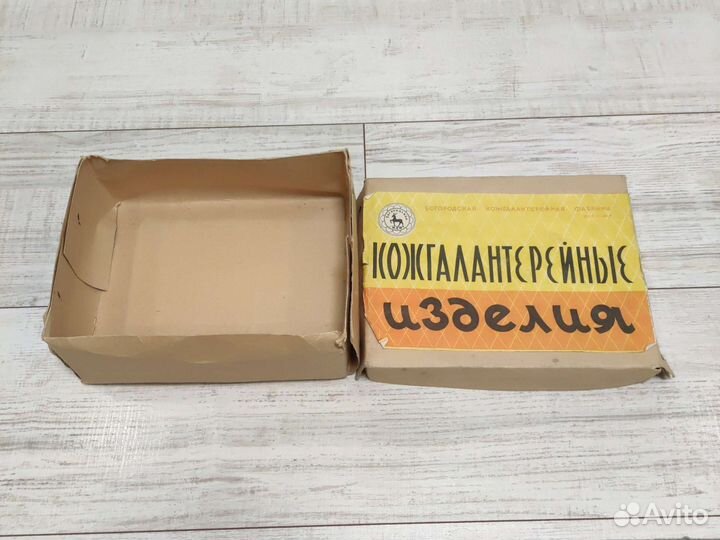 БОГОРОДСКАЯ КОЖГАЛАНТЕРЕЙНАЯ ФАБРИКА
КОЖГАЛАНТЕРЕЙНЫЕ
изделия
Avito